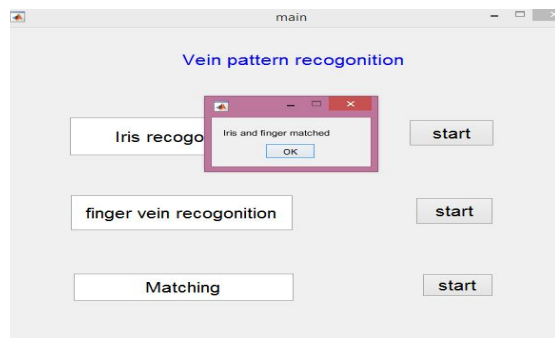 main
Vein pattern recogonition
Iris recogo
start
Iris and finger matched
OK
finger vein recogonition
start
Matching
start